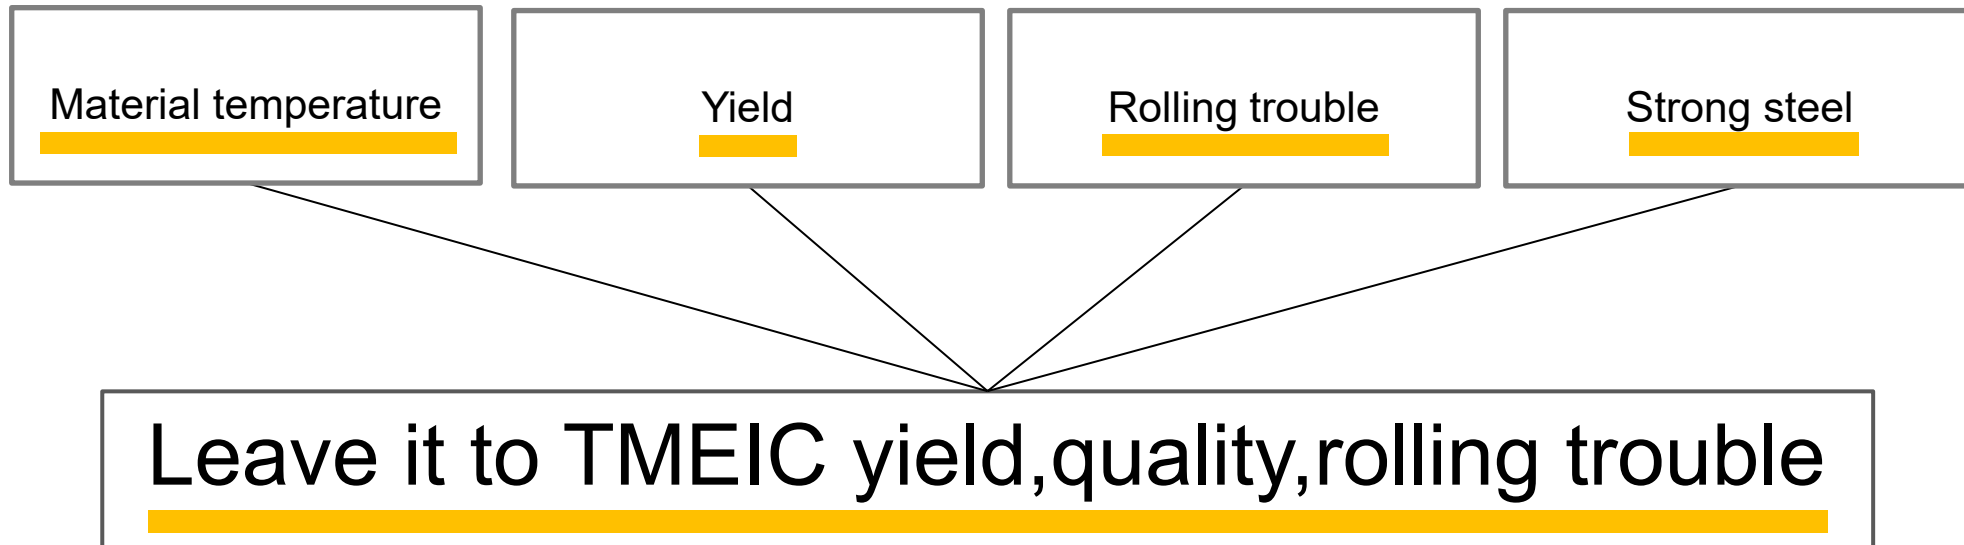 Material temperature
Yield
Rolling trouble
Strong steel
Leave it to TMEIC yield,quality,rolling trouble